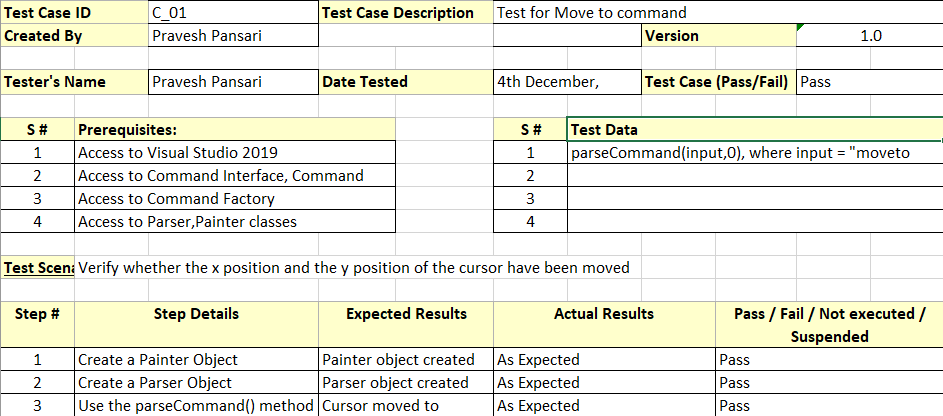 Test Case ID C_01 Test Case Description Test for Move to command
Created By Pravesh Pansari Version 1.0
Tester's Name Pravesh Pansari Date Tested 4th December, Test Case (Pass/Fail) Pass
S # Prerequisites: S # Test Data
1 Access to Visual Studio 2019 1 parseCommand(input,0), where input = "moveto
2 Access to Command Interface, Command 2
3 Access to Command Factory 3
4 Access to Parser,Painter classes 4
Test Scena Verify whether the x position and the y position of the cursor have been moved
Step # Step Details Expected Results Actual Results Pass / Fail / Not executed /
Suspended
1 Create a Painter Object Painter object created As Expected Pass
2 Create a Parser Object Parser object created As Expected Pass
3 Use the parseCommand() method Cursor moved to As Expected Pass